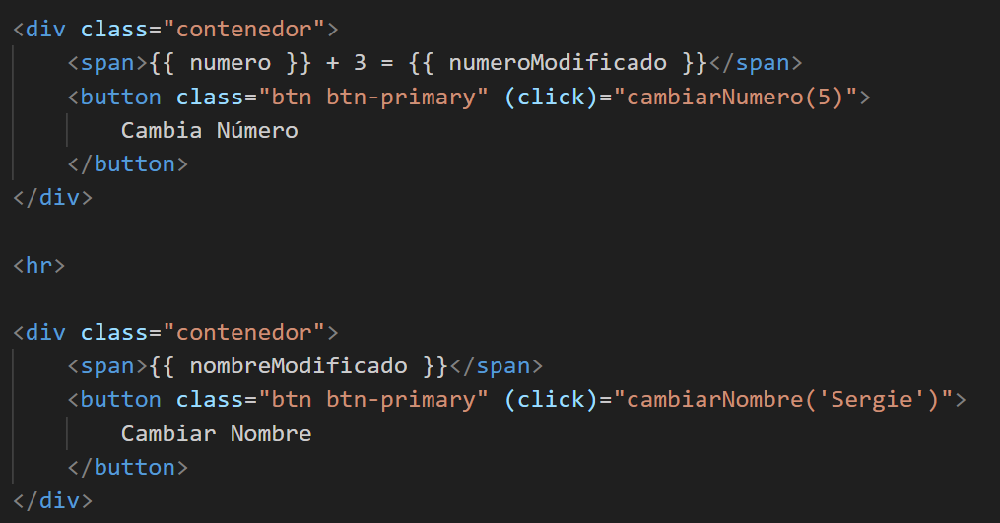 <div class="contenedor">
    <span>{{ numero }} + 3 = {{ numeroModificado }}</span>
    <button class="btn btn-primary" (click)="cambiarNumero(5)">
        Cambia Número
    </button>
</div>
<hr>
<div class="contenedor">
    <span>{{ nombreModificado }}</span>
    <button class="btn btn-primary" (click)="cambiarNombre('Sergie')">
        Cambiar Nombre
    </button>
</div>